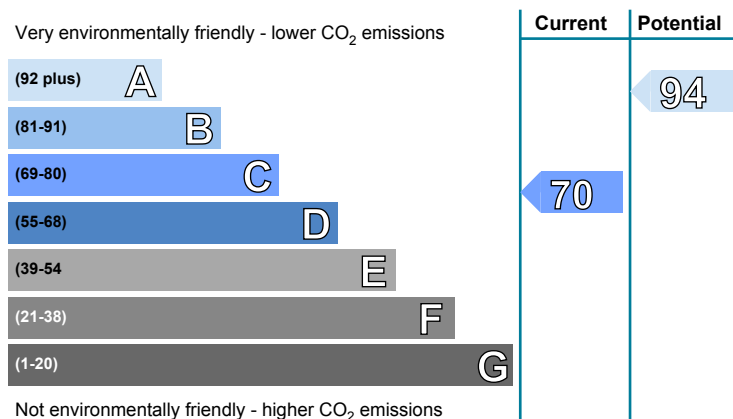 Very environmentally friendly - lower CO2 emissions
Current
Potential
(92 plus) A
94
(81-91) B
(69-80) C
70
(55-68) D
(39-54 E
(21-38) F
(1-20) G
Not environmentally friendly - higher CO2 emissions